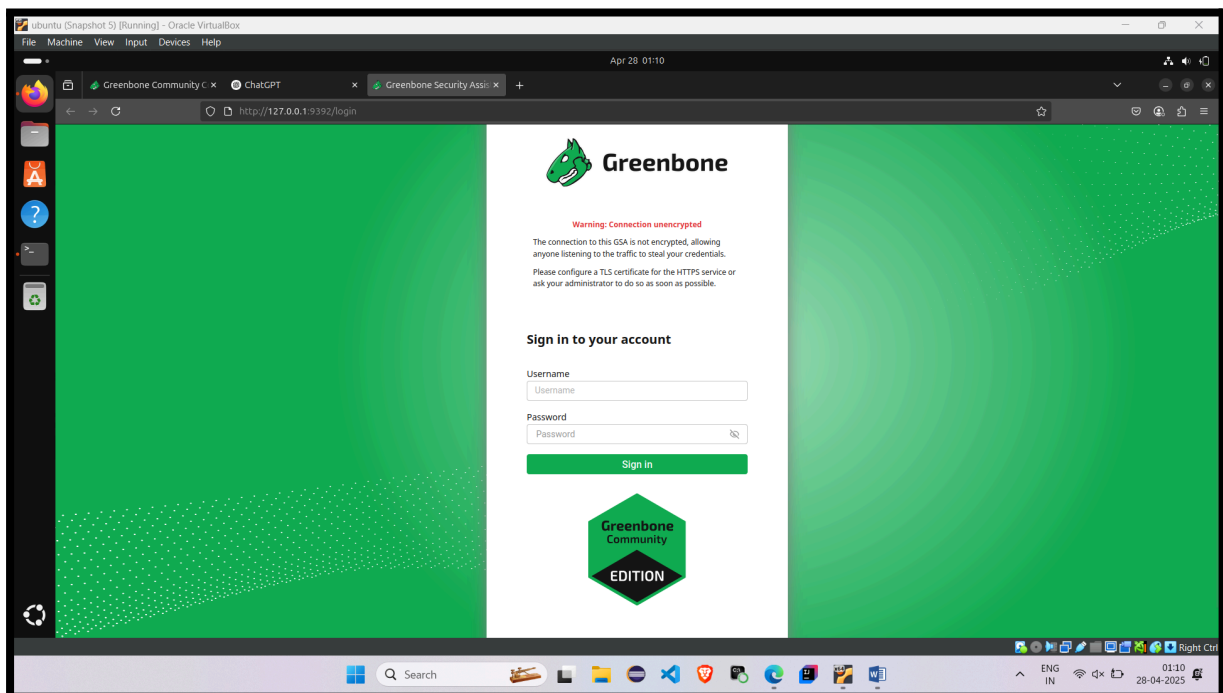 ubuntu (Snapshot 5) [Running] - Oracle VirtualBox
File Machine View Input Devices Help
Apr 28 01:10
Greenbone Community C
ChatGPT
Greenbone Security Assis
http://127.0.0.1:9392/login
Greenbone
Warning: Connection unencrypted
The connection to this GSA is not encrypted, allowing
anyone listening to the traffic to steal your credentials.
Please configure a TLS certificate for the HTTPS service or
ask your administrator to do so as soon as possible.
Sign in to your account
Username
Username
Password
Password
Sign in
Greenbone
Community
EDITION
Right Ctrl
Search
ENG
IN
01:10
28-04-2025